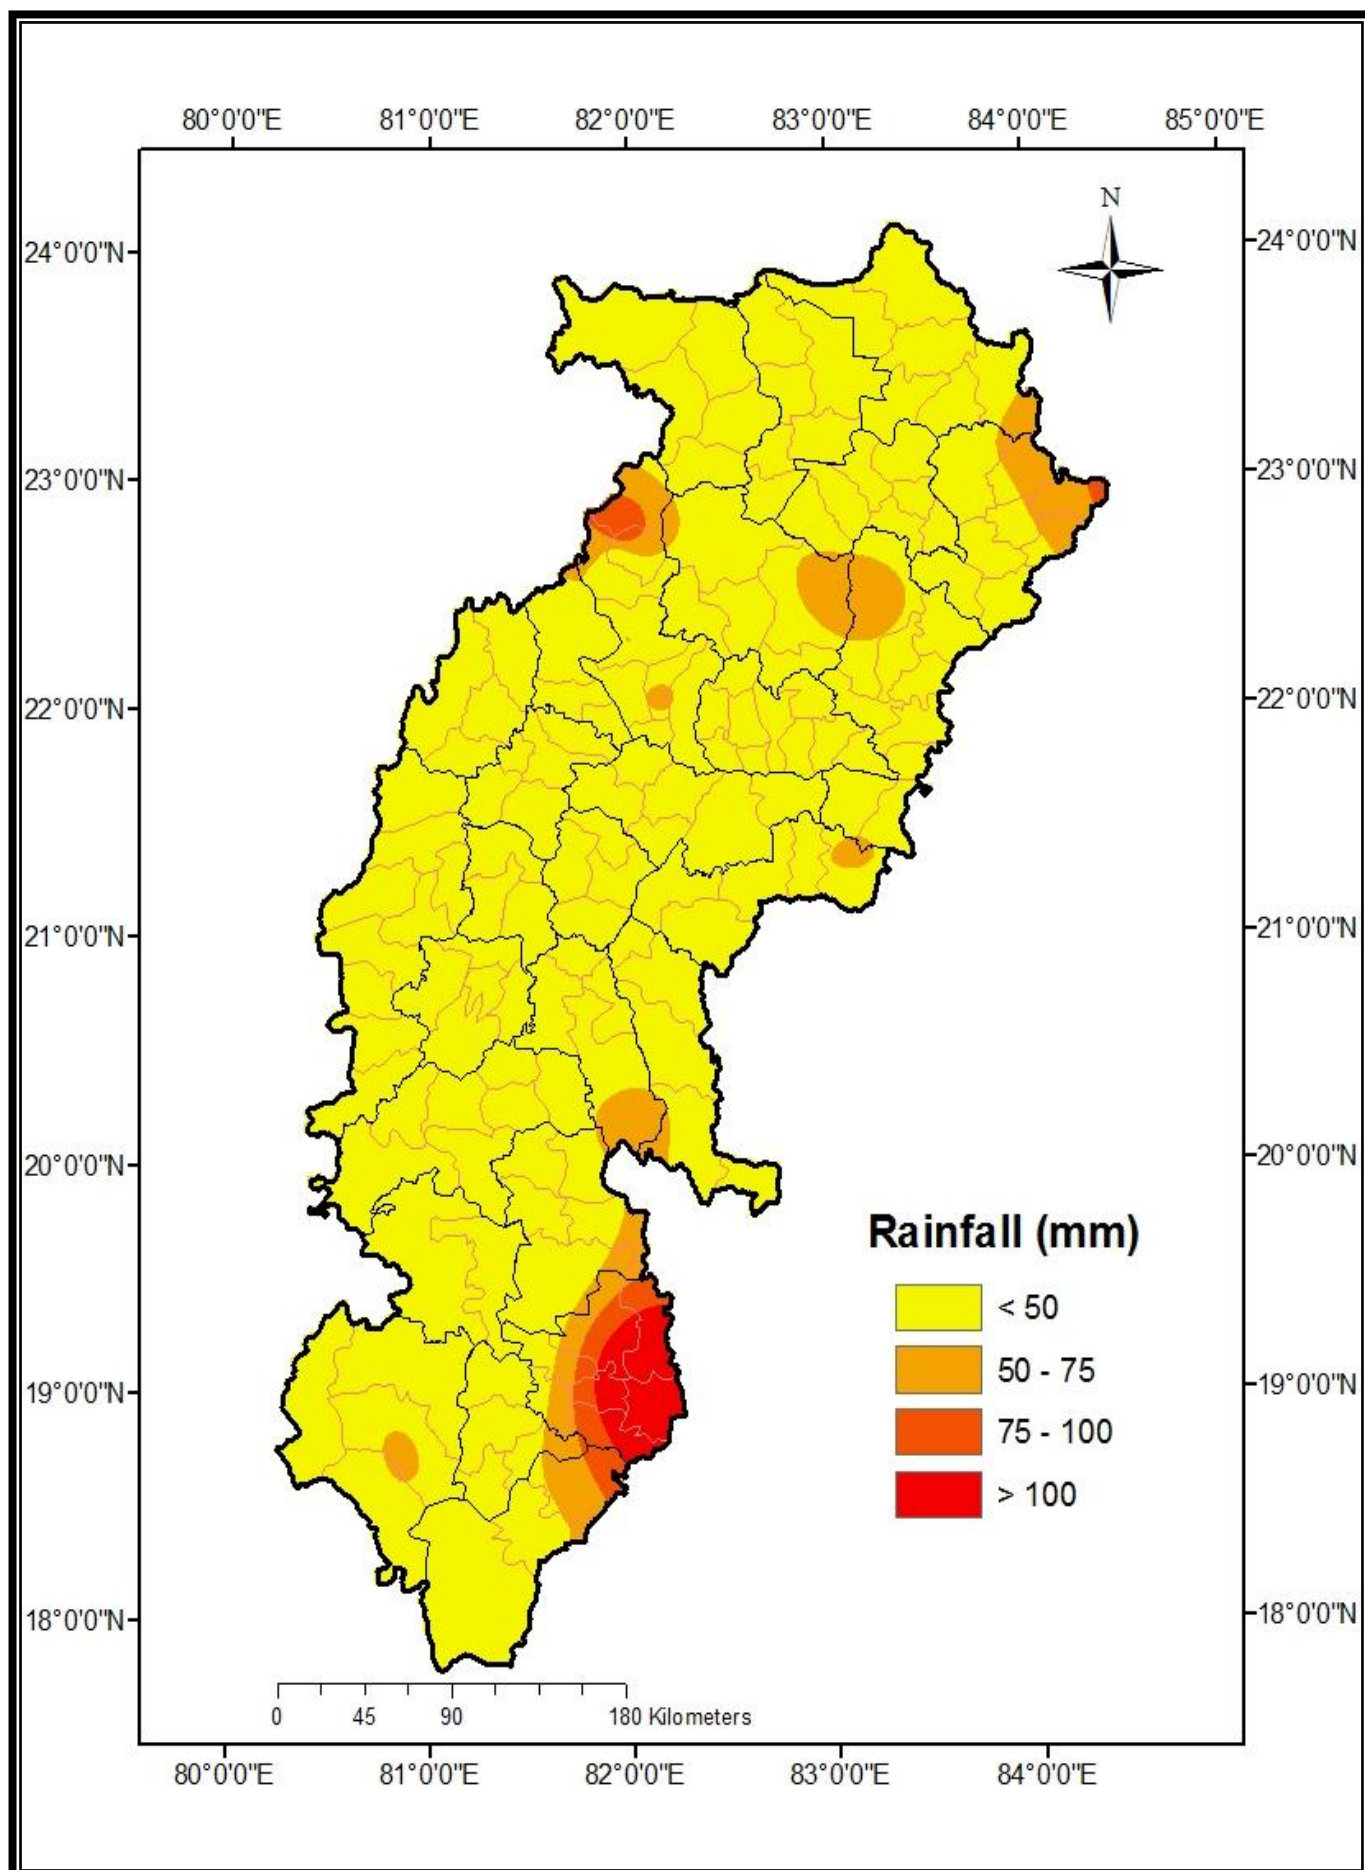 80°0'0"E 81°0'0"E 82°0'0"E 83°0'0"E 84°0'0"E 85°0'0"E
N
24°0'0"N 24°0'0"N
23°0'0"N 23°0'0"N
22°0'0"N 22°0'0"N
21°0'0"N 21°0'0"N
20°0'0"N 20°0'0"N
Rainfall (mm)
< 50
50 - 75
19°0'0"N 19°0'0"N
75 - 100
> 100
18°0'0"N 18°0'0"N
0 45 90 180 Kilometers
80°0'0"E 81°0'0"E 82°0'0"E 83°0'0"E 84°0'0"E